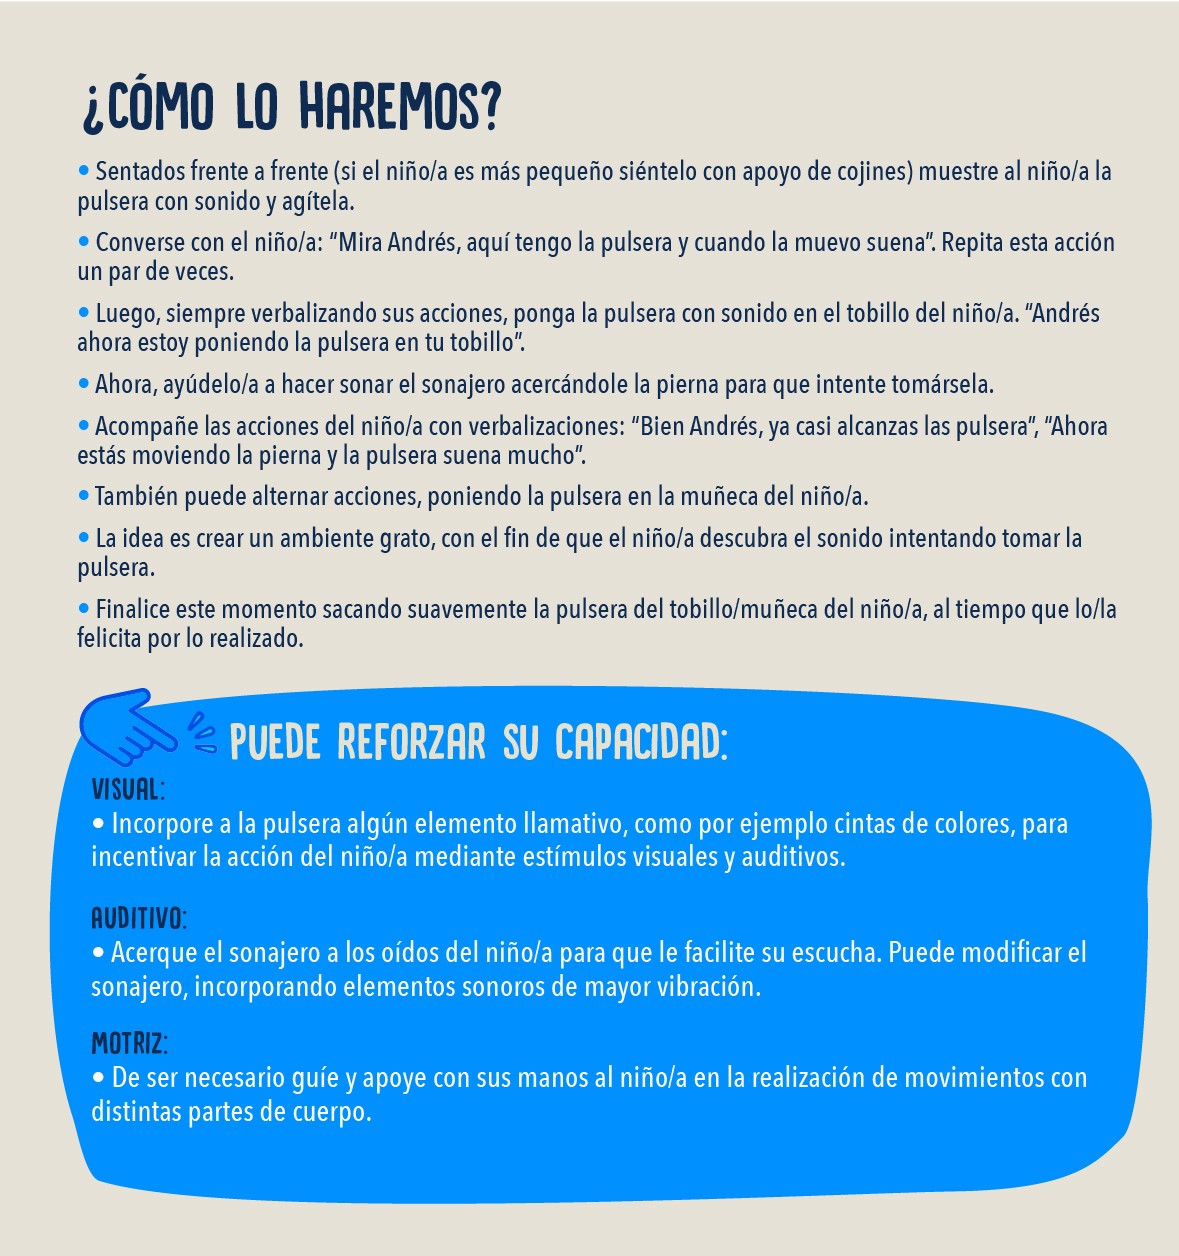 ¿CÓMO LO HAREMOS?
• Sentados frente a frente (si el niño/a es más pequeño siéntelo con apoyo de cojines) muestre al niño/a la
pulsera con sonido y agítela.
• Converse con el niño/a: “Mira Andrés, aquí tengo la pulsera y cuando la muevo suena”. Repita esta acción
un par de veces.
• Luego, siempre verbalizando sus acciones, ponga la pulsera con sonido en el tobillo del niño/a. “Andrés
ahora estoy poniendo la pulsera en tu tobillo”.
• Ahora, ayúdelo/a a hacer sonar el sonajero acercándole la pierna para que intente tomársela.
• Acompañe las acciones del niño/a con verbalizaciones: “Bien Andrés, ya casi alcanzas las pulsera”, “Ahora
estás moviendo la pierna y la pulsera suena mucho”.
• También puede alternar acciones, poniendo la pulsera en la muñeca del niño/a.
• La idea es crear un ambiente grato, con el fin de que el niño/a descubra el sonido intentando tomar la
pulsera.
• Finalice este momento sacando suavemente la pulsera del tobillo/muñeca del niño/a, al tiempo que lo/la
felicita por lo realizado.
PUEDE REFORZAR SU CAPACIDAD:
VISUAL:
• Incorpore a la pulsera algún elemento llamativo, como por ejemplo cintas de colores, para
incentivar la acción del niño/a mediante estímulos visuales y auditivos.
AUDITIVO:
• Acerque el sonajero a los oídos del niño/a para que le facilite su escucha. Puede modificar el
sonajero, incorporando elementos sonoros de mayor vibración.
MOTRIZ:
• De ser necesario guíe y apoye con sus manos al niño/a en la realización de movimientos con
distintas partes de cuerpo.